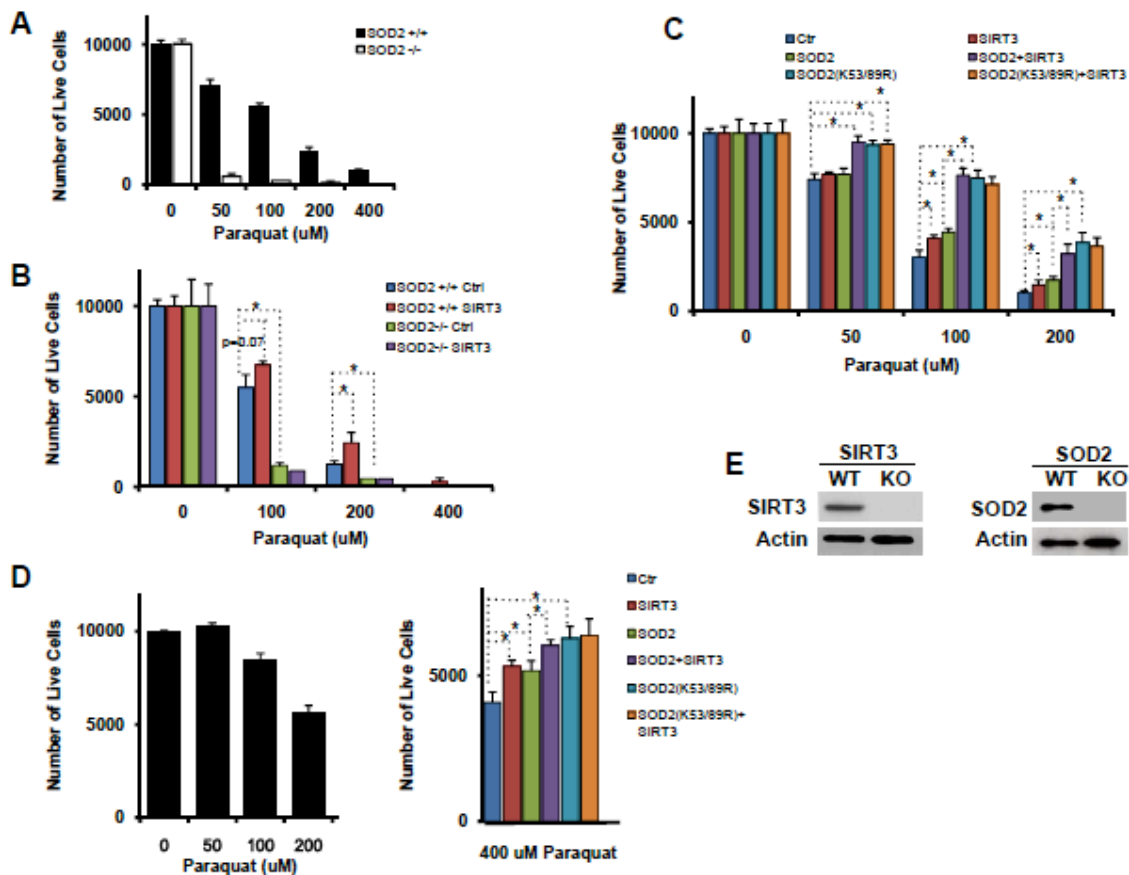 A
SOD2 +/+
SOD2 -/-
Number of Live Cells
10000
5000
0
0 50 100 200 400
Paraquat (uM)
B
SOD2 +/+ Ctrl
SOD2 +/+ SIRT3
SOD2-/- Ctrl
SOD2-/- SIRT3
Number of Live Cells
10000
5000
0
*
p=0.07
*
*
0 100 200 400
Paraquat (uM)
C
Ctr SIRT3
SOD2 SOD2+SIRT3
SOD2(K53/89R) SOD2(K53/89R)+SIRT3
Number of Live Cells
10000
5000
0
* * *
* * * *
* * * *
0 50 100 200
Paraquat (uM)
D
Number of Live Cells
10000
5000
0
0 50 100 200
Paraquat (uM)
Number of Live Cells
5000
0
* * * *
400 uM Paraquat
Ctr
SIRT3
SOD2
SOD2+SIRT3
SOD2(K53/89R)
SOD2(K53/89R)+
SIRT3
E
SIRT3
WT KO
SIRT3
Actin
SOD2
WT KO
SOD2
Actin